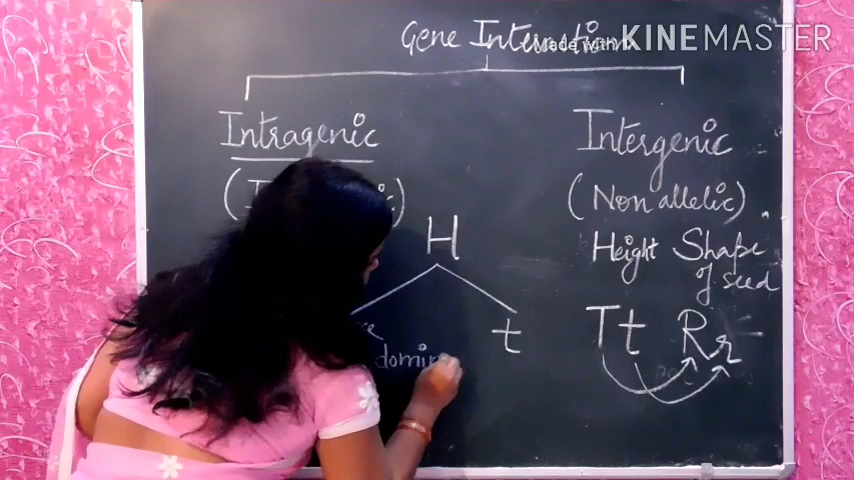 Gene Interaction
Made with KINEMASTER
Intragenic
Intergenic
(Non allelic)
H
Height Shape
of seed
t
Tt Rr